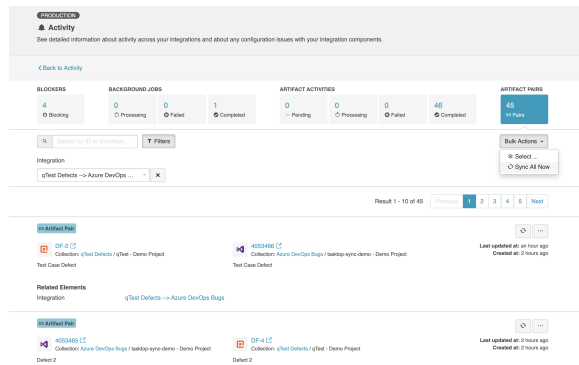 PRODUCTION
Activity
See detailed information about activity across your integrations and about any configuration issues with your integration components.
Back to Activity
BLOCKERS
BACKGROUND JOBS
ARTIFACT ACTIVITIES
ARTIFACT PAIRS
4
Blocking
0
Processing
0
Failed
1
Completed
0
Pending
0
Processing
0
Failed
46
Completed
45
Pairs
Search by ID or Summary
Filters
Bulk Actions
Select ...
Sync All Now
Integration
qTest Defects --> Azure DevOps ...
Result 1 - 10 of 45
Previous 1 2 3 4 5 Next
Artifact Pair
DF-2
Collection: qTest Defects / qTest - Demo Project
Test Case Defect
4053466
Collection: Azure DevOps Bugs / tasktop-sync-demo - Demo Project
Test Case Defect
Last updated at: an hour ago
Created at: 2 hours ago
Related Elements
Integration qTest Defects --> Azure DevOps Bugs
Artifact Pair
4053465
Collection: Azure DevOps Bugs / tasktop-sync-demo - Demo Project
Defect 2
DF-4
Collection: qTest Defects / qTest - Demo Project
Defect 2
Last updated at: 2 hours ago
Created at: 2 hours ago